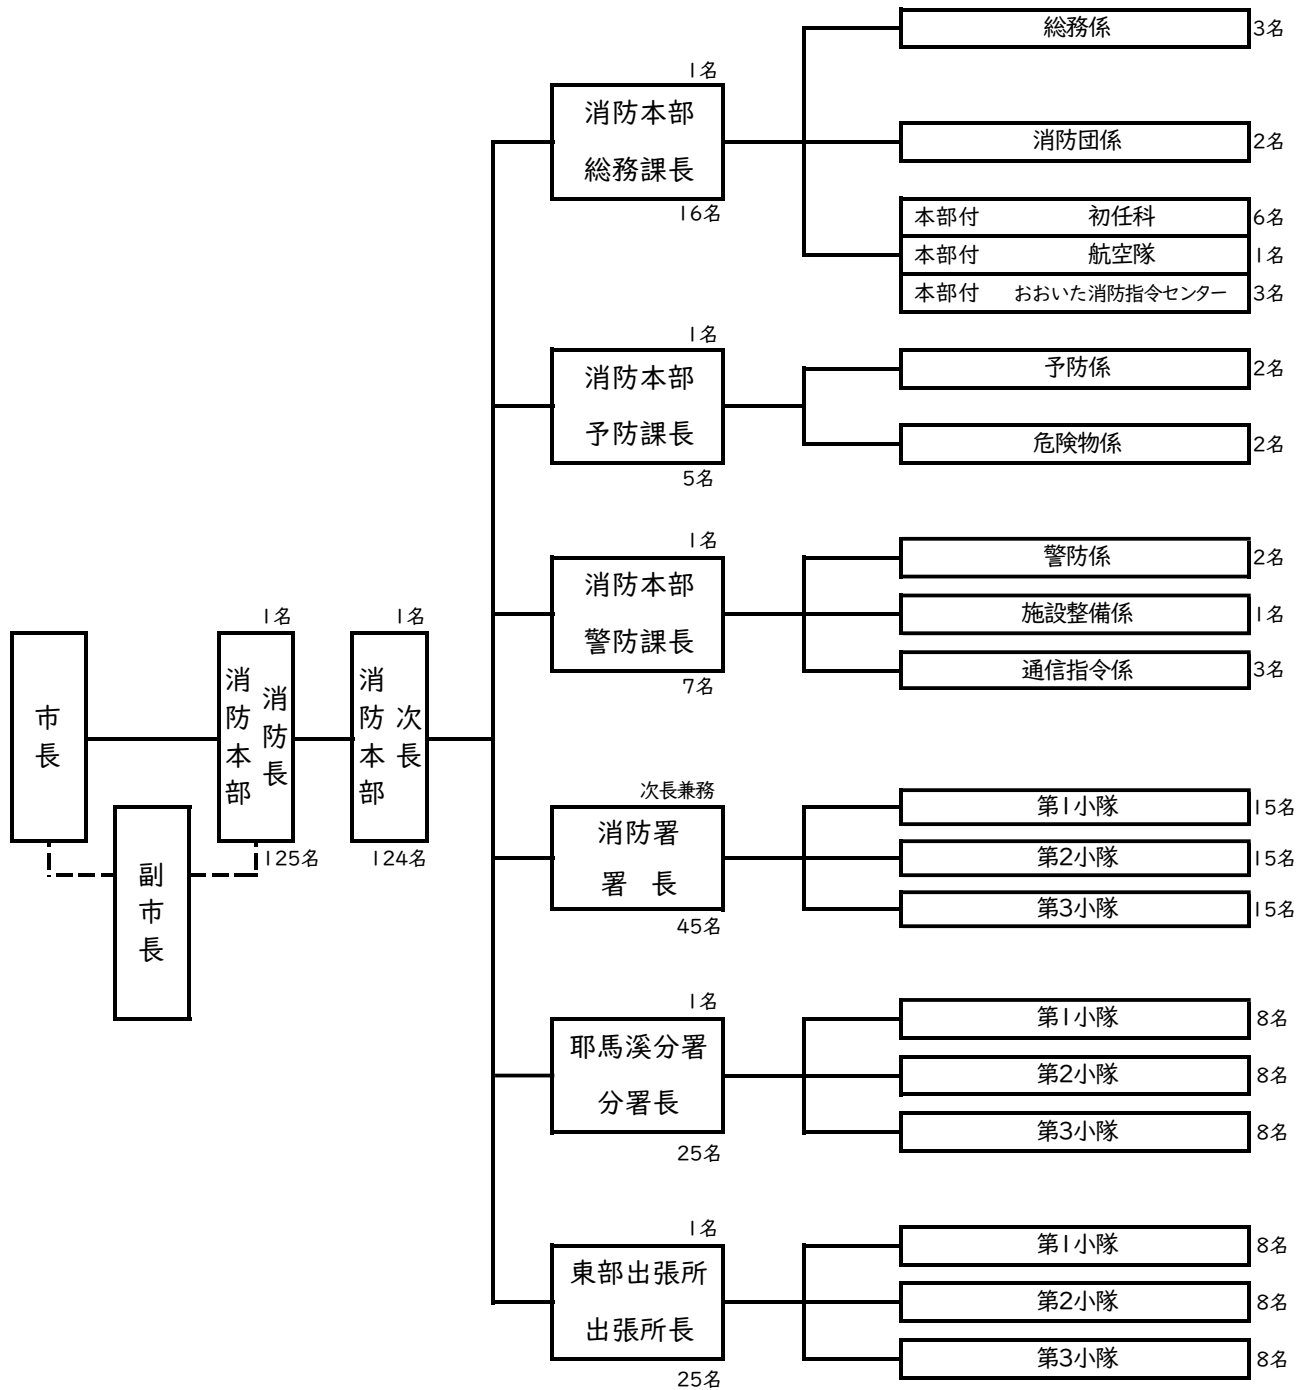 市長
副市長
1名
消防本部
消防長
125名
1名
消防本部
次長
124名
1名
消防本部
総務課長
16名
総務係 3名
消防団係 2名
本部付 初任科 6名
本部付 航空隊 1名
本部付 おおいた消防指令センター 3名
1名
消防本部
予防課長
5名
予防係 2名
危険物係 2名
1名
消防本部
警防課長
7名
警防係 2名
施設整備係 1名
通信指令係 3名
次長兼務
消防署
署 長
45名
第1小隊 15名
第2小隊 15名
第3小隊 15名
1名
耶馬溪分署
分署長
25名
第1小隊 8名
第2小隊 8名
第3小隊 8名
1名
東部出張所
出張所長
25名
第1小隊 8名
第2小隊 8名
第3小隊 8名